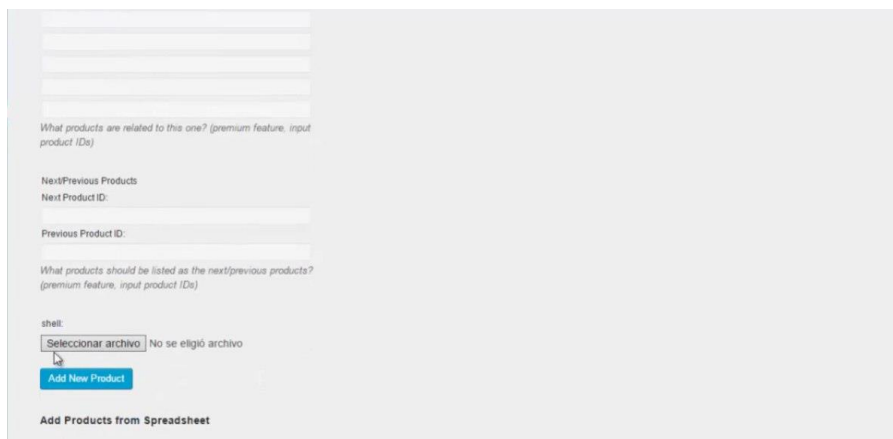 What products are related to this one? (premium feature, input
product IDs)
Next/Previous Products
Next Product ID:
Previous Product ID:
What products should be listed as the next/previous products?
(premium feature, input product IDs)
shell:
Seleccionar archivo No se eligió archivo
Add New Product
Add Products from Spreadsheet